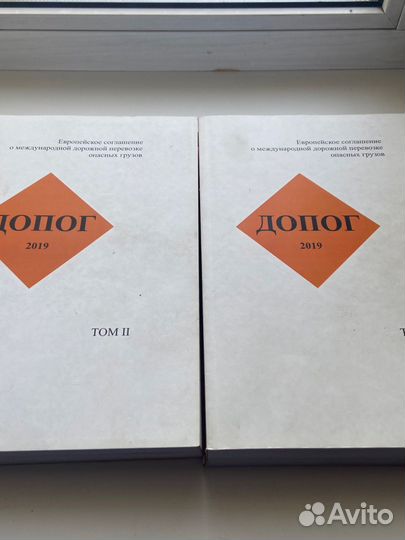 Европейское соглашение
о международной дорожной перевозке
опасных грузов
ДОПОГ
2019
ТОМ II
Европейское соглашение
о международной дорожной перевозке
опасных грузов
ДОПОГ
2019
Avito